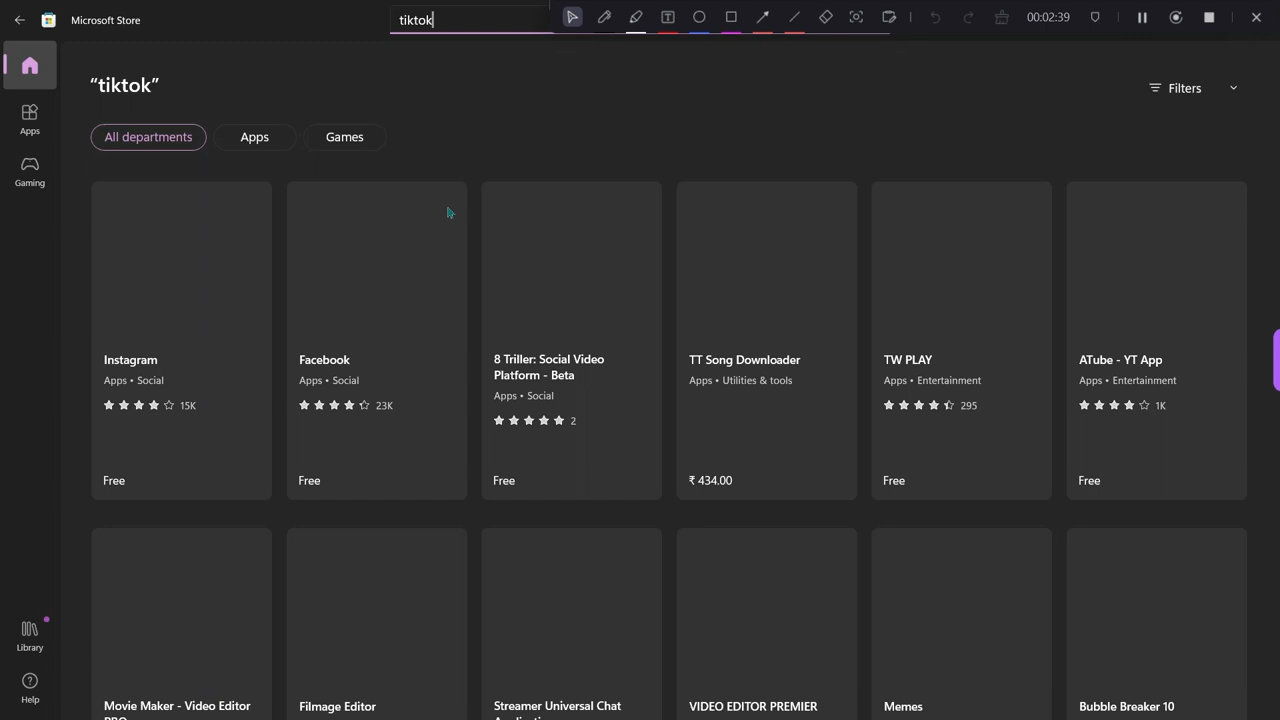 Microsoft Store
tiktok
00:02:39
"tiktok"
Filters
All departments
Apps
Games
Apps
Gaming
Instagram
Apps • Social
15K
Free
Facebook
Apps • Social
23K
Free
8 Triller: Social Video
Platform - Beta
Apps • Social
2
Free
TT Song Downloader
Apps • Utilities & tools
₹ 434.00
TW PLAY
Apps • Entertainment
295
Free
ATube - YT App
Apps • Entertainment
1K
Free
Library
Help
Movie Maker - Video Editor
PRO
Filmage Editor
Streamer Universal Chat
Application
VIDEO EDITOR PREMIER
Memes
Bubble Breaker 10